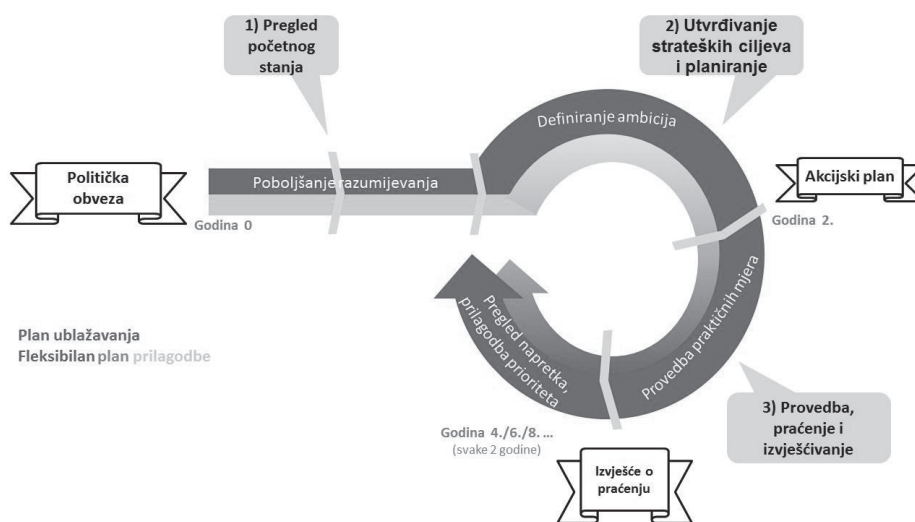 1) Pregled
početnog
stanja
2) Utvrđivanje
strateških ciljeva
i planiranje
Definiranje ambicija
Politička
obveza
Poboljšanje razumijevanja
Akcijski plan
Godina 0
Godina 2.
Provedba praktičnih mjera
Pregled napretka,
prilagodba prioriteta
Plan ublažavanja
Fleksibilan plan prilagodbe
3) Provedba,
praćenje i
izvješćivanje
Godina 4./6./8. ...
(svake 2 godine)
Izvješće o
praćenju